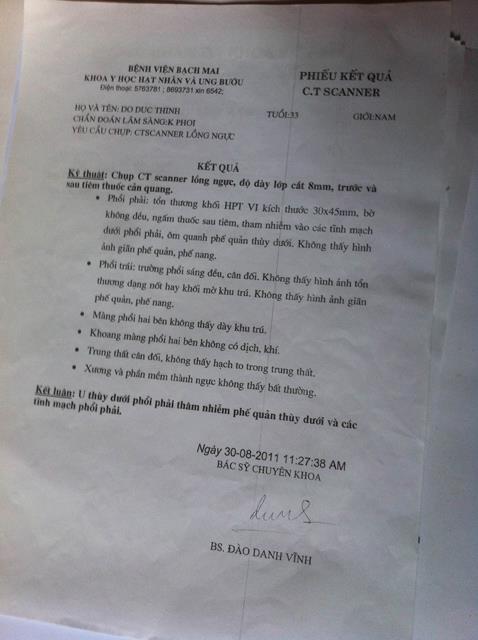 BỆNH VIỆN BẠCH MAI
KHOA Y HỌC HẠT NHÂN VÀ UNG BƯỚU
Điện thoại: 5763781 ; 8693731 xin 6542;
PHIẾU KẾT QUẢ
C.T SCANNER
HỌ VÀ TÊN: DO DUC THINH
TUỔI:33
GIỚI:NAM
CHẨN ĐOÁN LÂM SÀNG:K PHOI
YÊU CẦU CHỤP: CTSCANNER LỒNG NGỰC
KẾT QUẢ
Kỹ thuật: Chụp CT scanner lồng ngực, độ dày lớp cắt 8mm, trước và
sau tiêm thuốc cản quang.
• Phổi phải: tổn thương khối HPT VI kích thước 30x45mm, bờ
không đều, ngấm thuốc sau tiêm, tham nhiễm vào các tĩnh mạch
dưới phổi phải, ôm quanh phế quản thùy dưới. Không thấy hình
ảnh giãn phế quản, phế nang.
• Phổi trái: trường phổi sáng đều, cân đối. Không thấy hình ảnh tổn
thương dạng nốt hay khối mờ khu trú. Không thấy hình ảnh giãn
phế quản, phế nang.
• Màng phổi hai bên không thấy dày khu trú.
• Khoang màng phổi hai bên không có dịch, khí.
• Trung thất cân đối, không thấy hạch to trong trung thất.
• Xương và phần mềm thành ngực không thấy bất thường.
Kết luận: U thùy dưới phổi phải thâm nhiễm phế quản thùy dưới và các
tĩnh mạch phổi phải.
Ngày 30-08-2011 11:27:38 AM
BÁC SỸ CHUYÊN KHOA
BS. ĐÀO DANH VĨNH